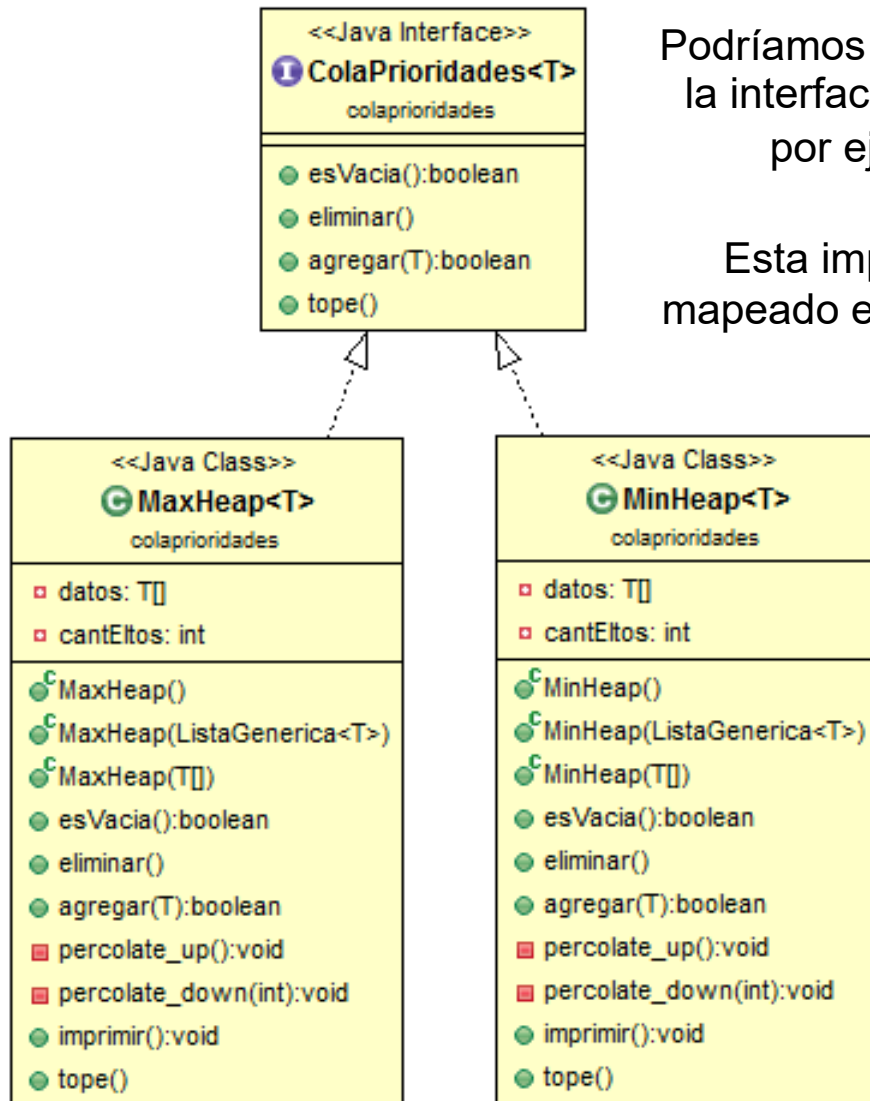 <<Java Interface>>
ColaPrioridades<T>
colaprioridades
esVacia():boolean
eliminar()
agregar(T):boolean
tope()
Podríamos
la interfac
por ej
Esta imp
mapeado e
<<Java Class>>
MaxHeap<T>
colaprioridades
datos: T[]
cantEltos: int
MaxHeap()
MaxHeap(ListaGenerica<T>)
MaxHeap(T[])
esVacia():boolean
eliminar()
agregar(T):boolean
percolate_up():void
percolate_down(int):void
imprimir():void
tope()
<<Java Class>>
MinHeap<T>
colaprioridades
datos: T[]
cantEltos: int
MinHeap()
MinHeap(ListaGenerica<T>)
MinHeap(T[])
esVacia():boolean
eliminar()
agregar(T):boolean
percolate_up():void
percolate_down(int):void
imprimir():void
tope()